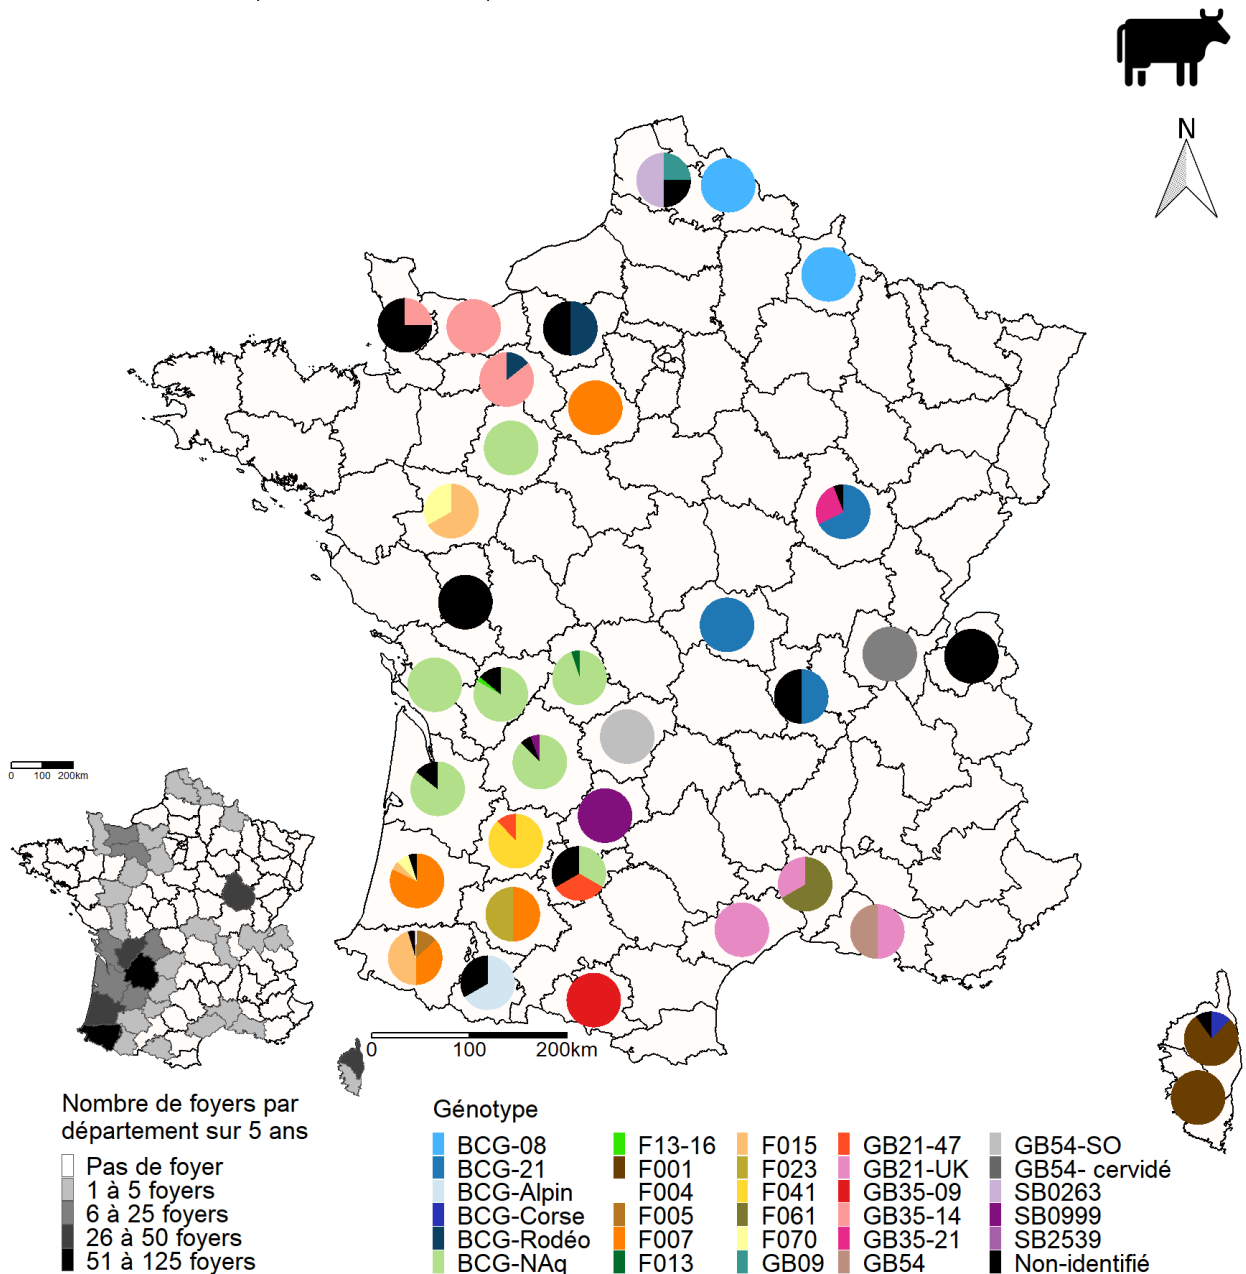 N
0 100 200km
0 100 200km
Nombre de foyers par
département sur 5 ans
Pas de foyer
1 à 5 foyers
6 à 25 foyers
26 à 50 foyers
51 à 125 foyers
Génotype
BCG-08
BCG-21
BCG-Alpin
BCG-Corse
BCG-Rodéo
BCG-NAq
F13-16
F001
F004
F005
F007
F013
F015
F023
F041
F061
F070
GB09
GB21-47
GB21-UK
GB35-09
GB35-14
GB35-21
GB54
GB54-SO
GB54- cervidé
SB0263
SB0999
SB2539
Non-identifié